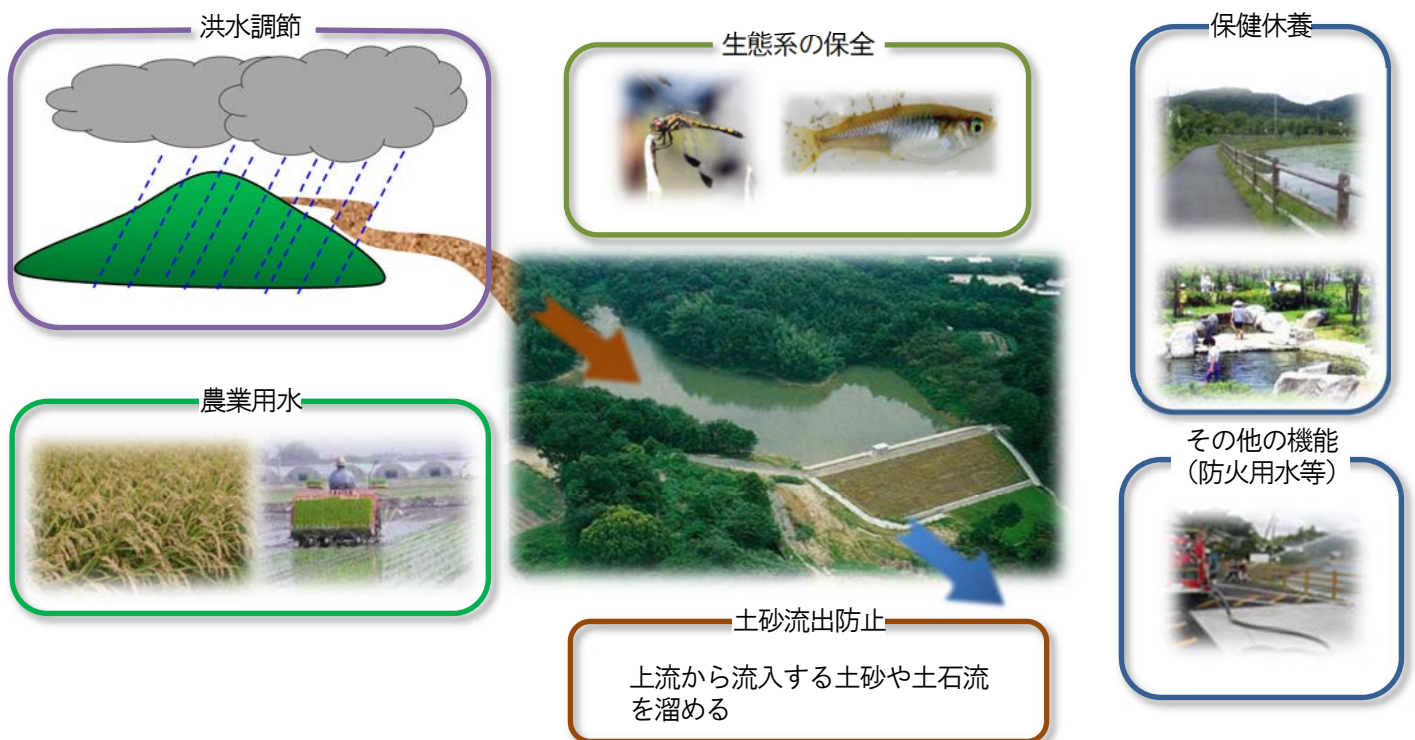 洪水調節
生態系の保全
保健休養
農業用水
その他の機能
（防火用水等）
土砂流出防止
上流から流入する土砂や土石流
を溜める